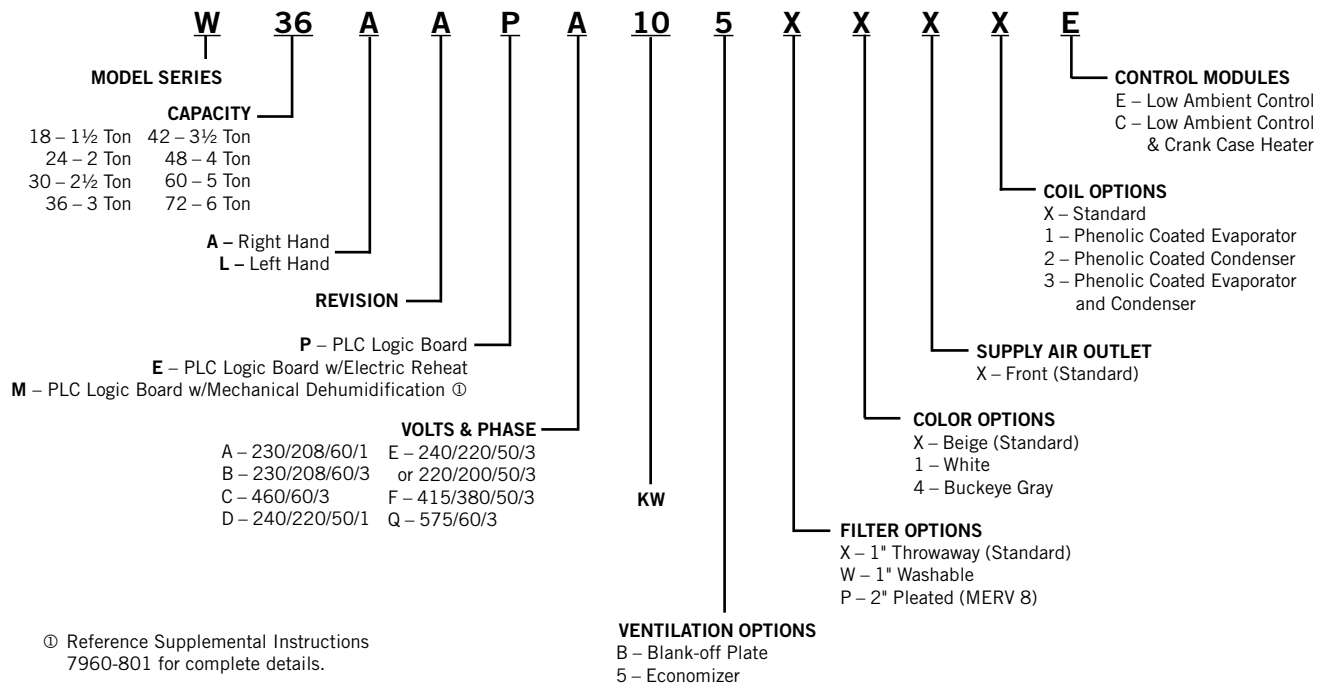 W 36 A A P A 10 5 X X X X E
MODEL SERIES
CAPACITY
18 – 1½ Ton 42 – 3½ Ton
24 – 2 Ton 48 – 4 Ton
30 – 2½ Ton 60 – 5 Ton
36 – 3 Ton 72 – 6 Ton
A – Right Hand
L – Left Hand
REVISION
P – PLC Logic Board
E – PLC Logic Board w/Electric Reheat
M – PLC Logic Board w/Mechanical Dehumidification ①
VOLTS & PHASE
A – 230/208/60/1 E – 240/220/50/3
B – 230/208/60/3 or 220/200/50/3
C – 460/60/3 F – 415/380/50/3
D – 240/220/50/1 Q – 575/60/3
KW
VENTILATION OPTIONS
B – Blank-off Plate
5 – Economizer
FILTER OPTIONS
X – 1" Throwaway (Standard)
W – 1" Washable
P – 2" Pleated (MERV 8)
COLOR OPTIONS
X – Beige (Standard)
1 – White
4 – Buckeye Gray
SUPPLY AIR OUTLET
X – Front (Standard)
COIL OPTIONS
X – Standard
1 – Phenolic Coated Evaporator
2 – Phenolic Coated Condenser
3 – Phenolic Coated Evaporator
and Condenser
CONTROL MODULES
E – Low Ambient Control
C – Low Ambient Control
& Crank Case Heater
① Reference Supplemental Instructions
7960-801 for complete details.